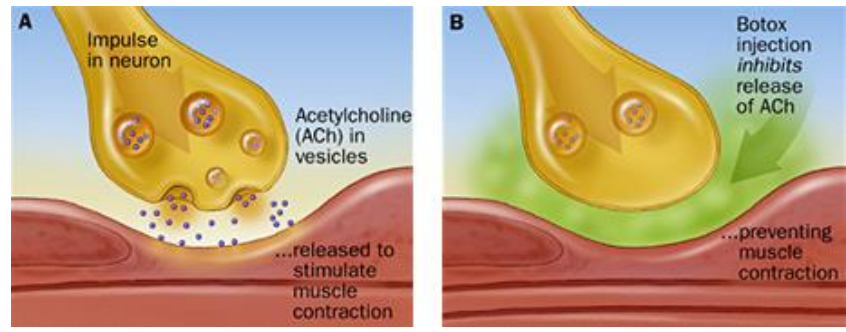 A
Impulse
in neuron
Acetylcholine
(ACh) in
vesicles
...released to
stimulate
muscle
contraction
B
Botox
injection
inhibits
release
of ACh
...preventing
muscle
contraction